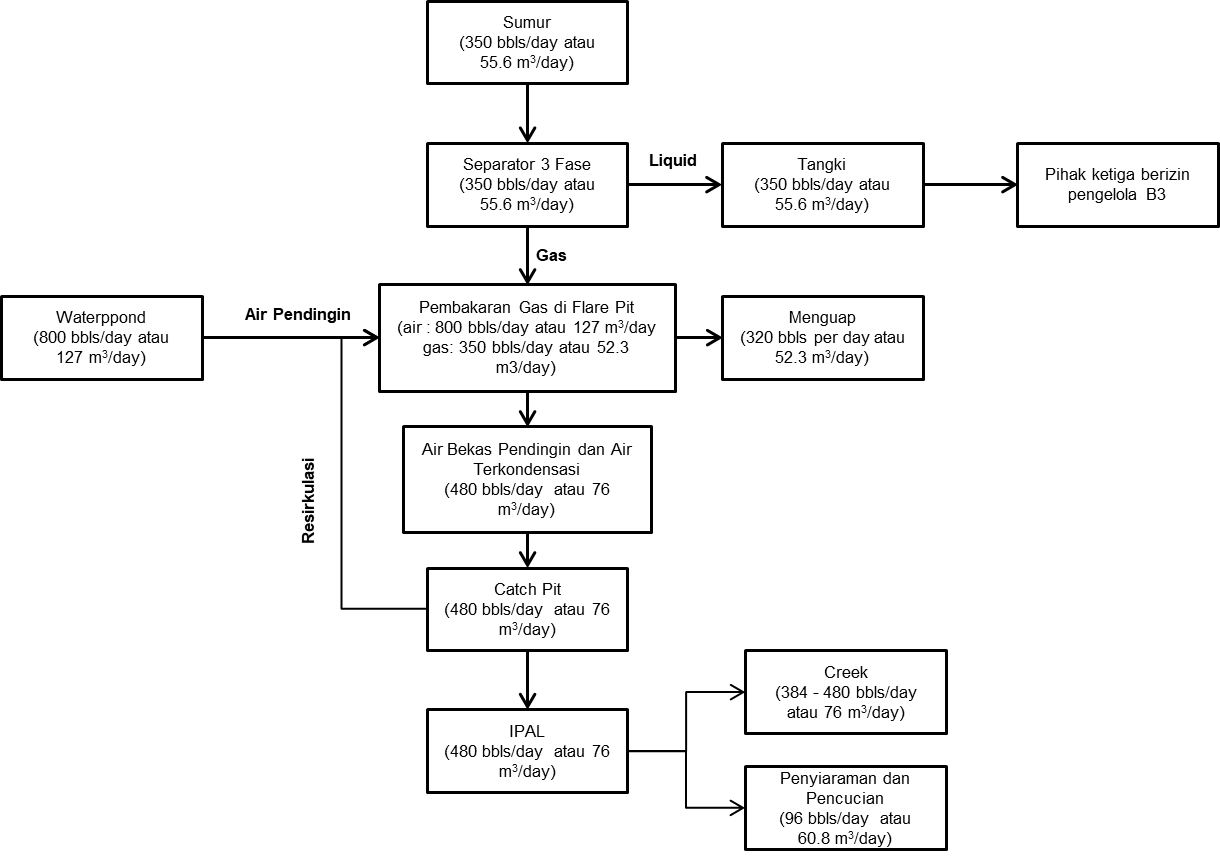 Sumur
(350 bbls/day atau
55.6 m³/day)
Separator 3 Fase
(350 bbls/day atau
55.6 m³/day)
Liquid
Tangki
(350 bbls/day atau
55.6 m³/day)
Pihak ketiga berizin
pengelola B3
Gas
Waterppond
(800 bbls/day atau
127 m³/day)
Air Pendingin
Pembakaran Gas di Flare Pit
(air : 800 bbls/day atau 127 m³/day
gas: 350 bbls/day atau 52.3
m3/day)
Menguap
(320 bbls per day atau
52.3 m³/day)
Air Bekas Pendingin dan Air
Terkondensasi
(480 bbls/day atau 76
m³/day)
Resirkulasi
Catch Pit
(480 bbls/day atau 76
m³/day)
IPAL
(480 bbls/day atau 76
m³/day)
Creek
(384 - 480 bbls/day
atau 76 m³/day)
Penyiaraman dan
Pencucian
(96 bbls/day atau
60.8 m³/day)